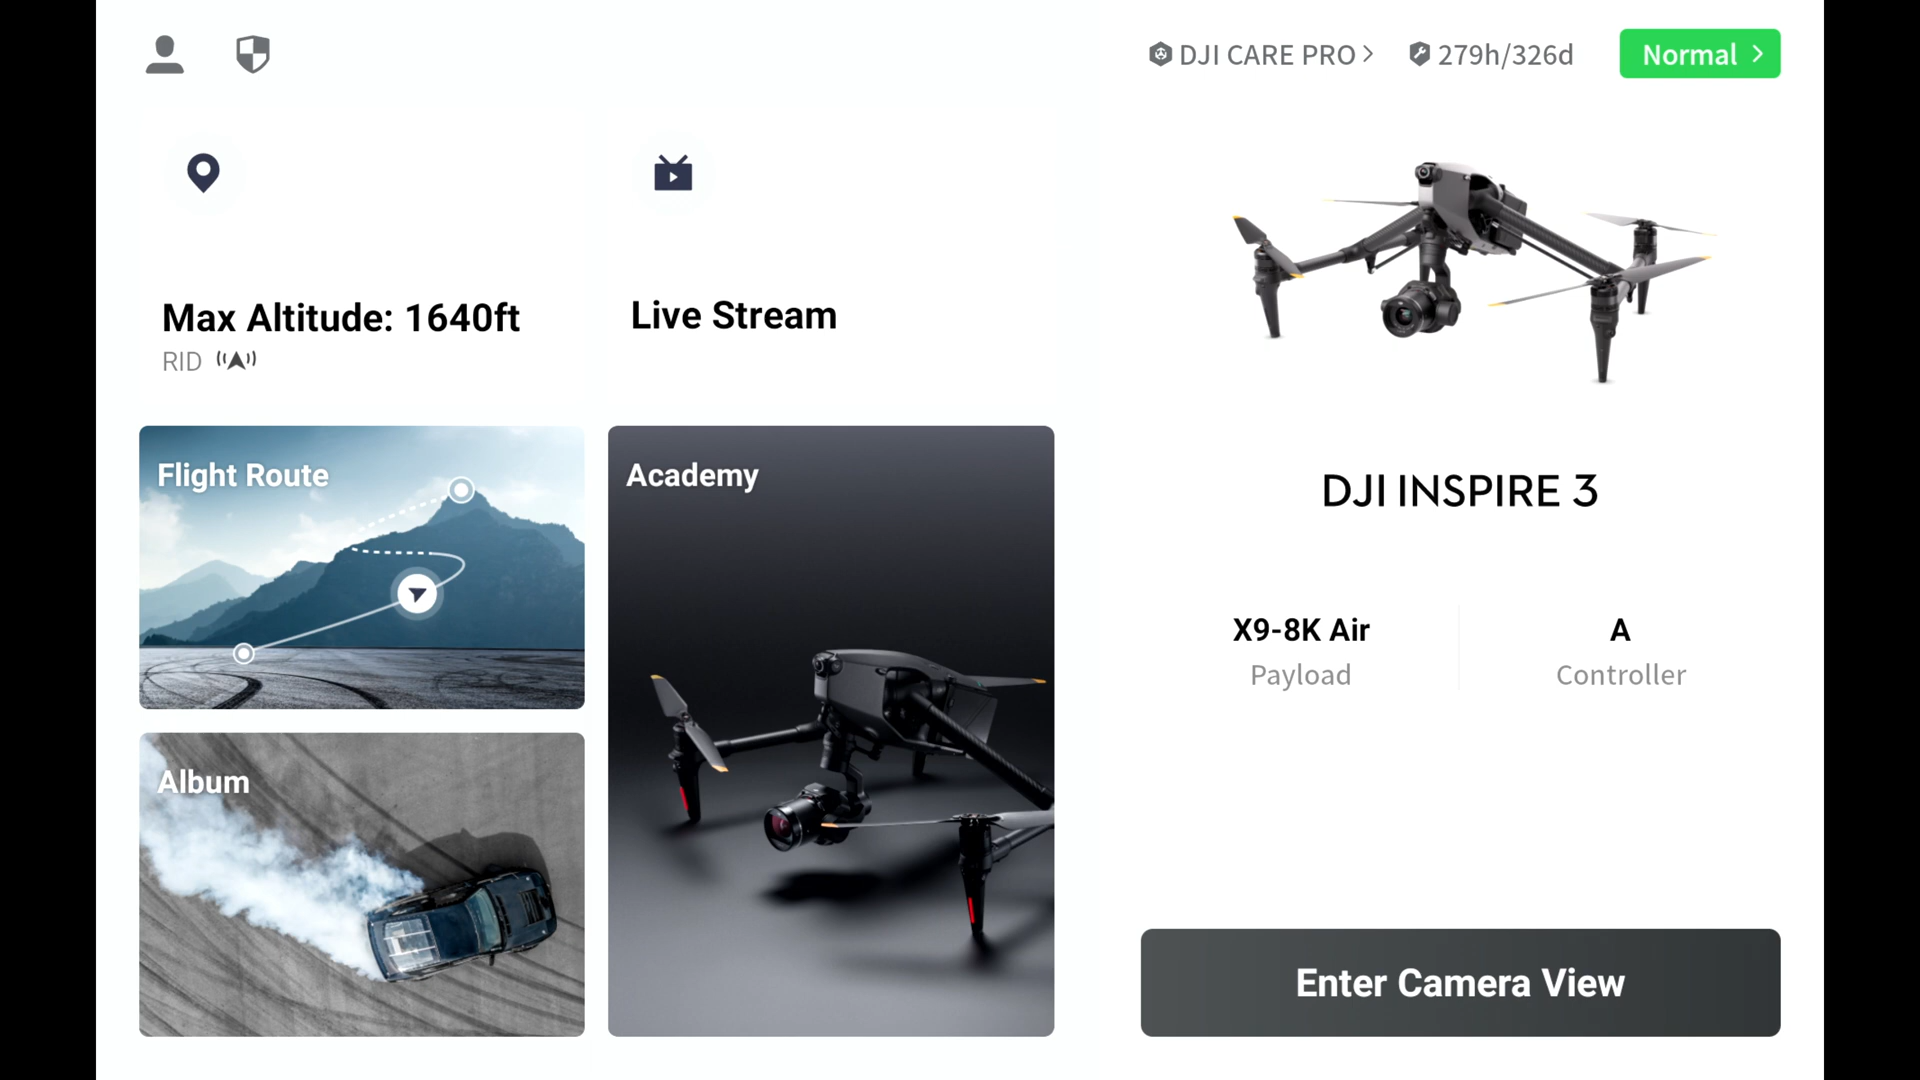 DJI CARE PRO
279h/326d
Normal
Max Altitude: 1640ft
RID
Live Stream
Flight Route
Academy
Album
DJI INSPIRE 3
X9-8K Air
Payload
A
Controller
Enter Camera View